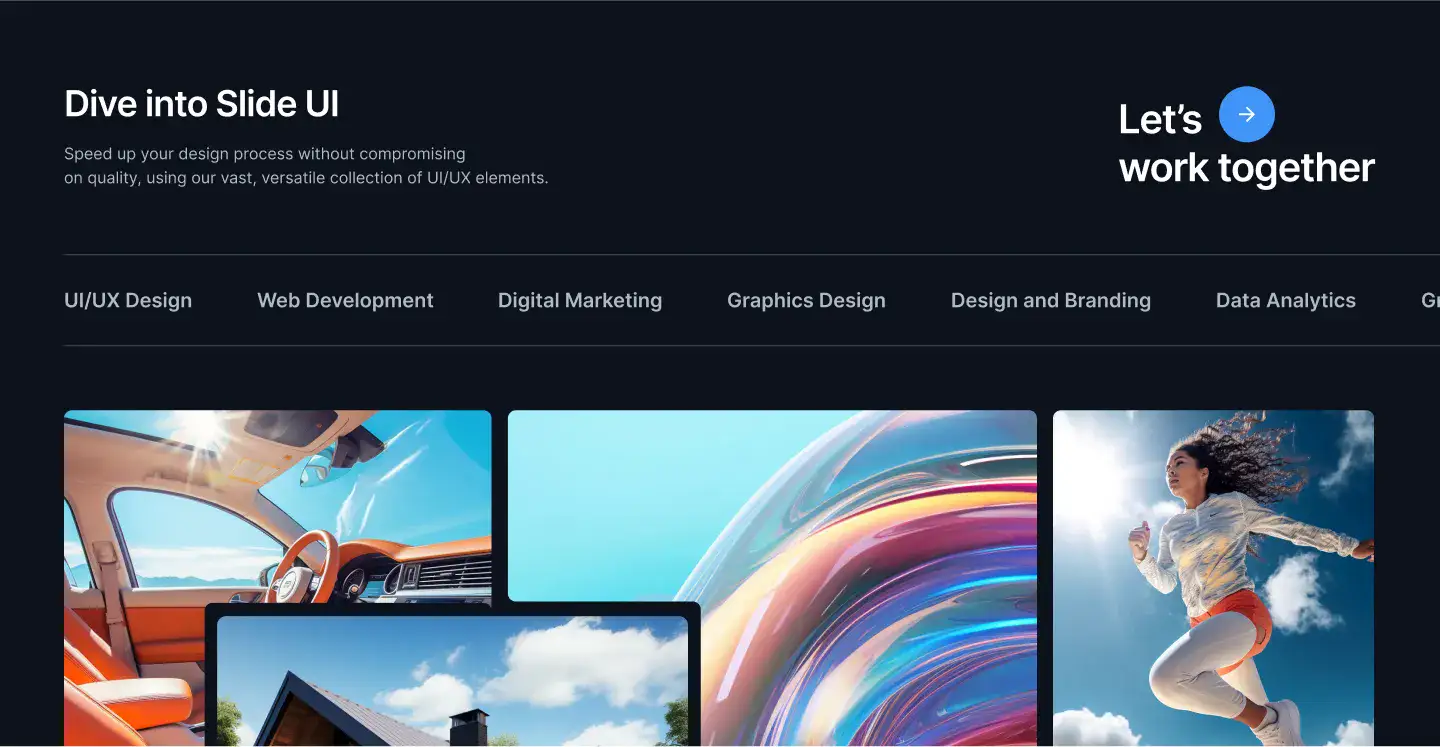 Dive into Slide UI
Speed up your design process without compromising
on quality, using our vast, versatile collection of UI/UX elements.
Let’s
work together
UI/UX Design
Web Development
Digital Marketing
Graphics Design
Design and Branding
Data Analytics